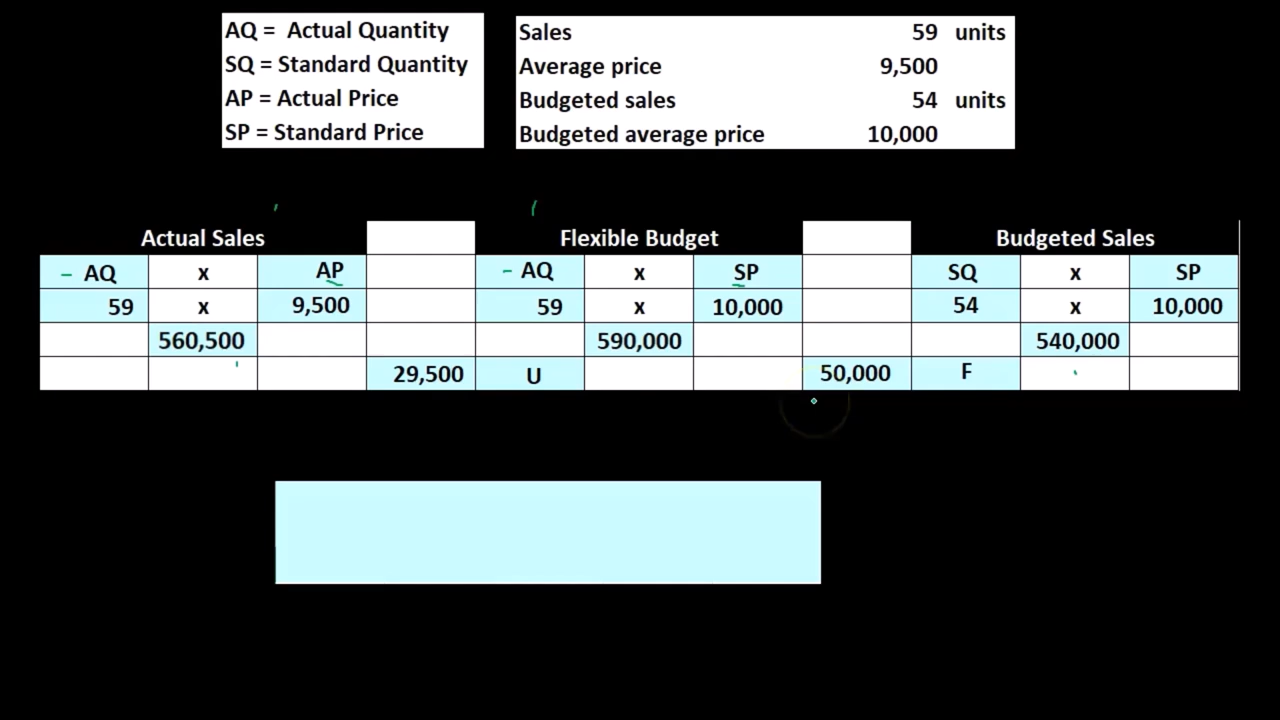 AQ = Actual Quantity
SQ = Standard Quantity
AP = Actual Price
SP = Standard Price
Sales 59 units
Average price 9,500
Budgeted sales 54 units
Budgeted average price 10,000
Actual Sales Flexible Budget Budgeted Sales
AQ x AP AQ x SP SQ x SP
59 x 9,500 59 x 10,000 54 x 10,000
560,500 590,000 540,000
29,500 U 50,000 F